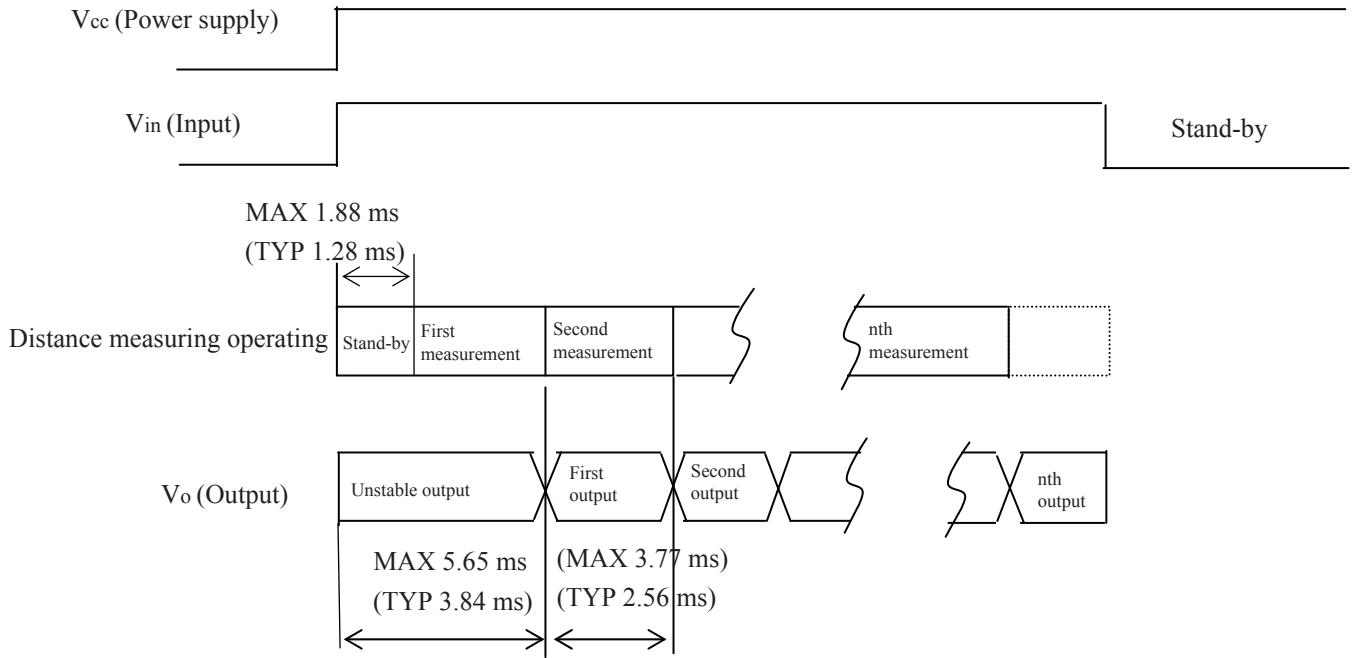 Vcc (Power supply)
Vin (Input)
Stand-by
MAX 1.88 ms
(TYP 1.28 ms)
Distance measuring operating
Stand-by
First
measurement
Second
measurement
nth
measurement
Vo (Output)
Unstable output
First
output
Second
output
nth
output
MAX 5.65 ms
(TYP 3.84 ms)
(MAX 3.77 ms)
(TYP 2.56 ms)